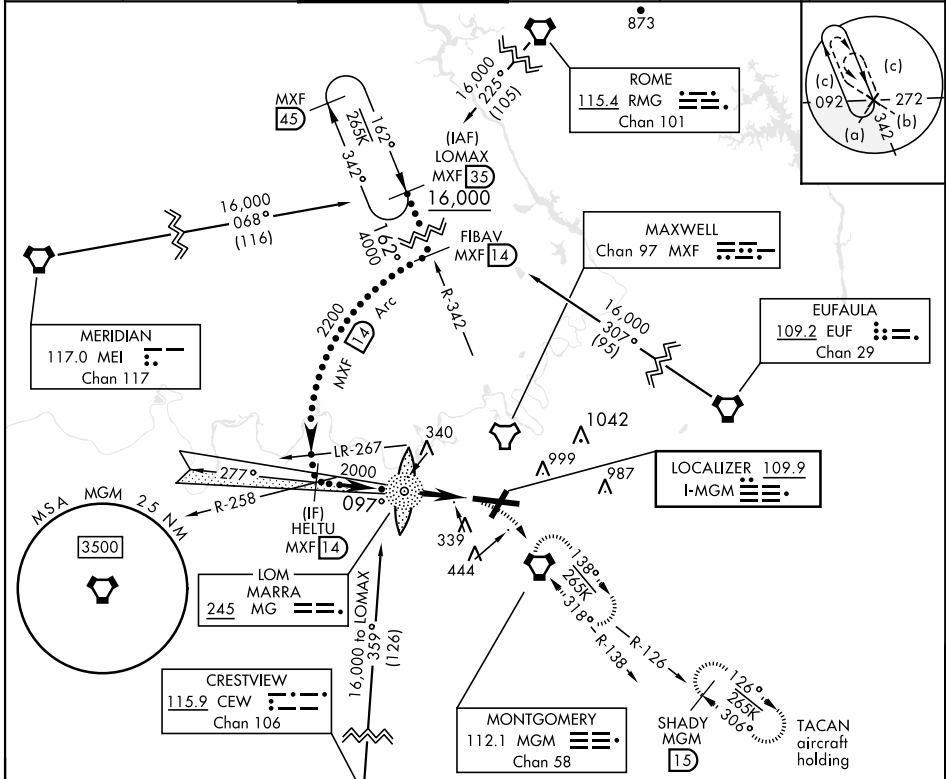 873
ROME
115.4 RMG
Chan 101
16,000
225°
(105)
MXF
45
265K
162°
342°
(IAF)
LOMAX
MXF 35
16,000
(c)
(c)
092
272
(a)
(b)
342
16,000
068°
(116)
162°
4000
FIBAV
MXF 14
MAXWELL
Chan 97 MXF
R-342
2200
MXF 14 Arc
MERIDIAN
117.0 MEI
Chan 117
16,000
307°
(95)
EUFAULA
109.2 EUF
Chan 29
1042
999
987
340
LR-267
2000
277°
097°
R-258
(IF)
HELTU
MXF 14
LOCALIZER 109.9
I-MGM
339
444
MSA MGM 25 NM
3500
LOM
MARRA
245 MG
138°
265K
318°
R-138
R-126
126°
265K
306°
SHADY
MGM
15
TACAN
aircraft
holding
16,000 to LOMAX
359°
(126)
CRESTVIEW
115.9 CEW
Chan 106
MONTGOMERY
112.1 MGM
Chan 58